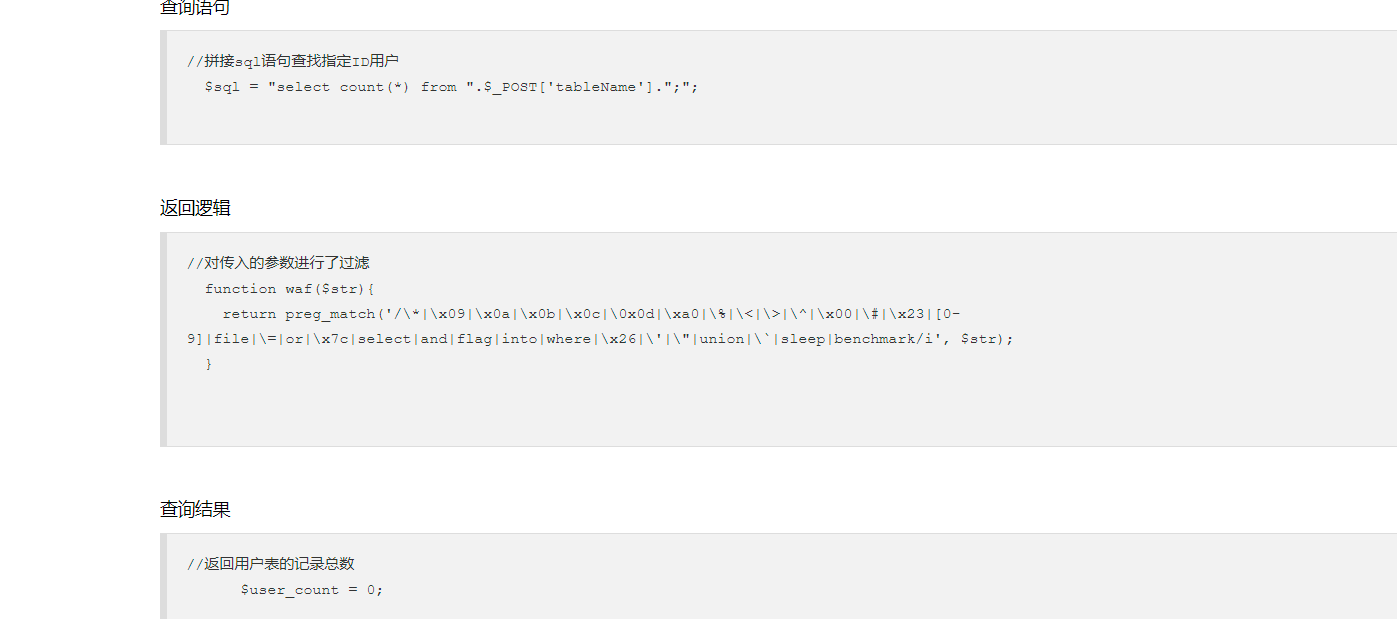 查询语句
//拼接sql语句查找指定ID用户
$sql = "select count(*) from ".$_POST['tableName'].";";
返回逻辑
//对传入的参数进行了过滤
function waf($str){
return preg_match('/\*|\x09|\x0a|\x0b|\x0c|\0x0d|\xa0|\%|\<|\>|\^|\x00|\#|\x23|[0-
9]|file|\=|or|\x7c|select|and|flag|into|where|\x26|\'|\"|union|\`|sleep|benchmark/i', $str);
}
查询结果
//返回用户表的记录总数
$user_count = 0;